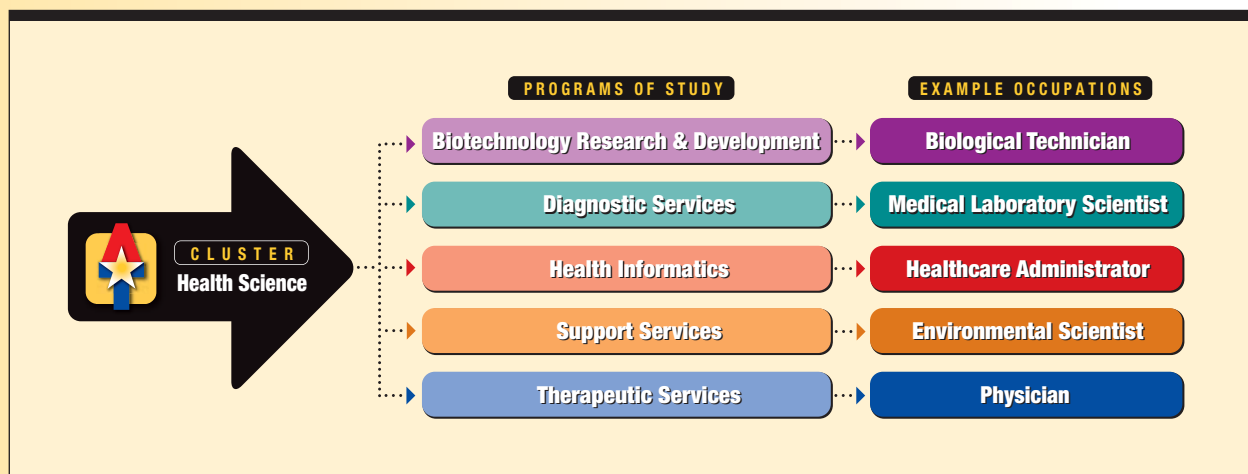 PROGRAMS OF STUDY
EXAMPLE OCCUPATIONS
CLUSTER
Health Science
Biotechnology Research & Development
Biological Technician
Diagnostic Services
Medical Laboratory Scientist
Health Informatics
Healthcare Administrator
Support Services
Environmental Scientist
Therapeutic Services
Physician